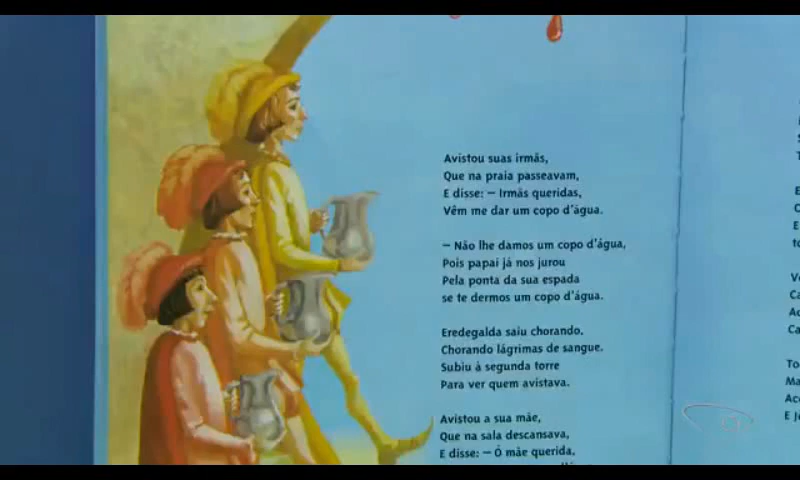 Avistou suas irmãs,
Que na praia passeavam,
E disse: – Irmãs queridas,
Vêm me dar um copo d'água.
– Não lhe damos um copo d'água,
Pois papai já nos jurou
Pela ponta da sua espada
se te dermos um copo d'água.
Eredegalda saiu chorando,
Chorando lágrimas de sangue.
Subiu à segunda torre
Para ver quem avistava.
Avistou a sua mãe,
Que na sala descansava,
E disse: – Ó mãe querida,